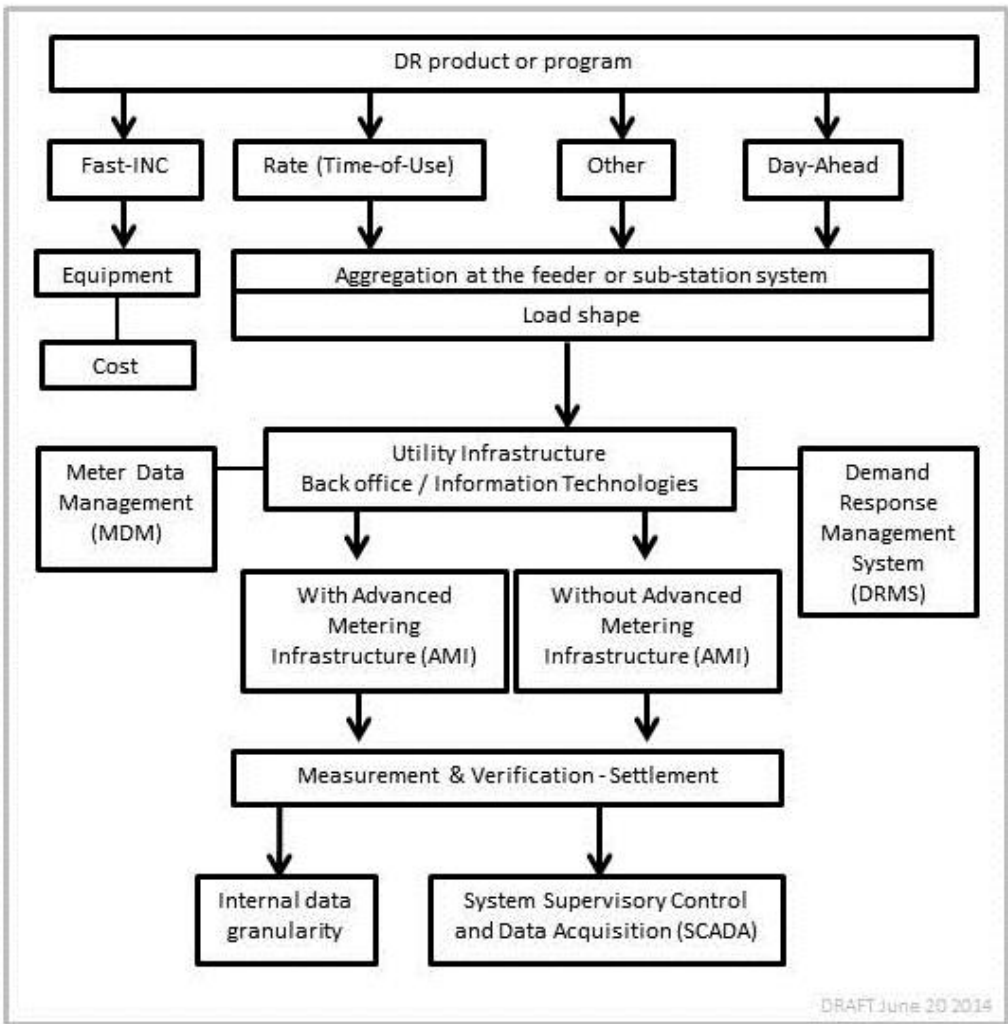 DR product or program
Fast-INC
Rate (Time-of-Use)
Other
Day-Ahead
Equipment
Aggregation at the feeder or sub-station system
Load shape
Cost
Utility Infrastructure
Back office / Information Technologies
Meter Data
Management
(MDM)
Demand
Response
Management
System
(DRMS)
With Advanced
Metering
Infrastructure (AMI)
Without Advanced
Metering
Infrastructure (AMI)
Measurement & Verification - Settlement
Internal data
granularity
System Supervisory Control
and Data Acquisition (SCADA)
DRAFT June 20 2014